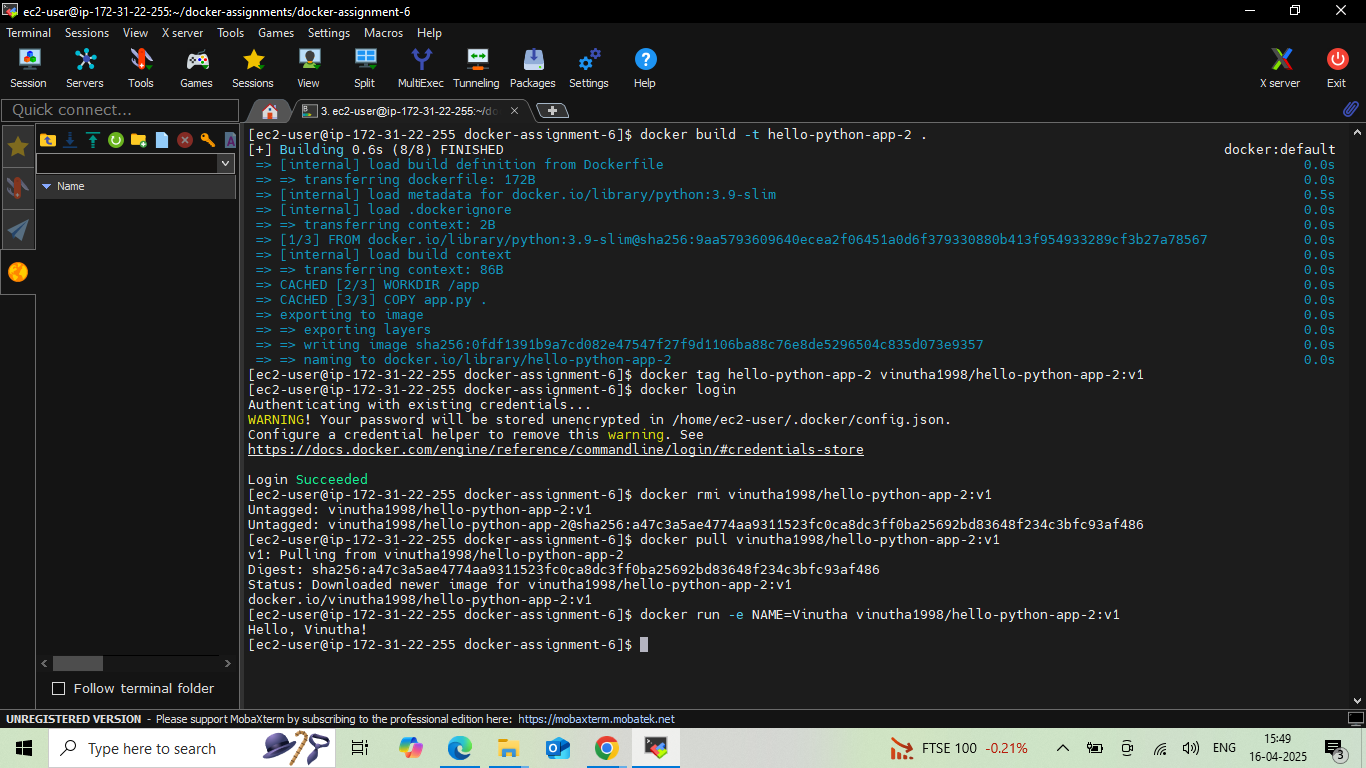 ec2-user@ip-172-31-22-255:~/docker-assignments/docker-assignment-6
Terminal Sessions View X server Tools Games Settings Macros Help
Session Servers Tools Games Sessions View Split MultiExec Tunneling Packages Settings Help X server Exit
Quick connect...
3. ec2-user@ip-172-31-22-255:~/do
Name
[ec2-user@ip-172-31-22-255 docker-assignment-6]$ docker build -t hello-python-app-2 .
[+] Building 0.6s (8/8) FINISHED docker:default
=> [internal] load build definition from Dockerfile 0.0s
=> => transferring dockerfile: 172B 0.0s
=> [internal] load metadata for docker.io/library/python:3.9-slim 0.5s
=> [internal] load .dockerignore 0.0s
=> => transferring context: 2B 0.0s
=> [1/3] FROM docker.io/library/python:3.9-slim@sha256:9aa5793609640ecea2f06451a0d6f379330880b413f954933289cf3b27a78567 0.0s
=> [internal] load build context 0.0s
=> => transferring context: 86B 0.0s
=> CACHED [2/3] WORKDIR /app 0.0s
=> CACHED [3/3] COPY app.py . 0.0s
=> exporting to image 0.0s
=> => exporting layers 0.0s
=> => writing image sha256:0fdf1391b9a7cd082e47547f27f9d1106ba88c76e8de5296504c835d073e9357 0.0s
=> => naming to docker.io/library/hello-python-app-2 0.0s
[ec2-user@ip-172-31-22-255 docker-assignment-6]$ docker tag hello-python-app-2 vinutha1998/hello-python-app-2:v1
[ec2-user@ip-172-31-22-255 docker-assignment-6]$ docker login
Authenticating with existing credentials...
WARNING! Your password will be stored unencrypted in /home/ec2-user/.docker/config.json.
Configure a credential helper to remove this warning. See
https://docs.docker.com/engine/reference/commandline/login/#credentials-store
Login Succeeded
[ec2-user@ip-172-31-22-255 docker-assignment-6]$ docker rmi vinutha1998/hello-python-app-2:v1
Untagged: vinutha1998/hello-python-app-2:v1
Untagged: vinutha1998/hello-python-app-2@sha256:a47c3a5ae4774aa9311523fc0ca8dc3ff0ba25692bd83648f234c3bfc93af486
[ec2-user@ip-172-31-22-255 docker-assignment-6]$ docker pull vinutha1998/hello-python-app-2:v1
v1: Pulling from vinutha1998/hello-python-app-2
Digest: sha256:a47c3a5ae4774aa9311523fc0ca8dc3ff0ba25692bd83648f234c3bfc93af486
Status: Downloaded newer image for vinutha1998/hello-python-app-2:v1
docker.io/vinutha1998/hello-python-app-2:v1
[ec2-user@ip-172-31-22-255 docker-assignment-6]$ docker run -e NAME=Vinutha vinutha1998/hello-python-app-2:v1
Hello, Vinutha!
[ec2-user@ip-172-31-22-255 docker-assignment-6]$
Follow terminal folder
UNREGISTERED VERSION - Please support MobaXterm by subscribing to the professional edition here: https://mobaxterm.mobatek.net
Type here to search
FTSE 100 -0.21%
ENG
15:49
16-04-2025
3